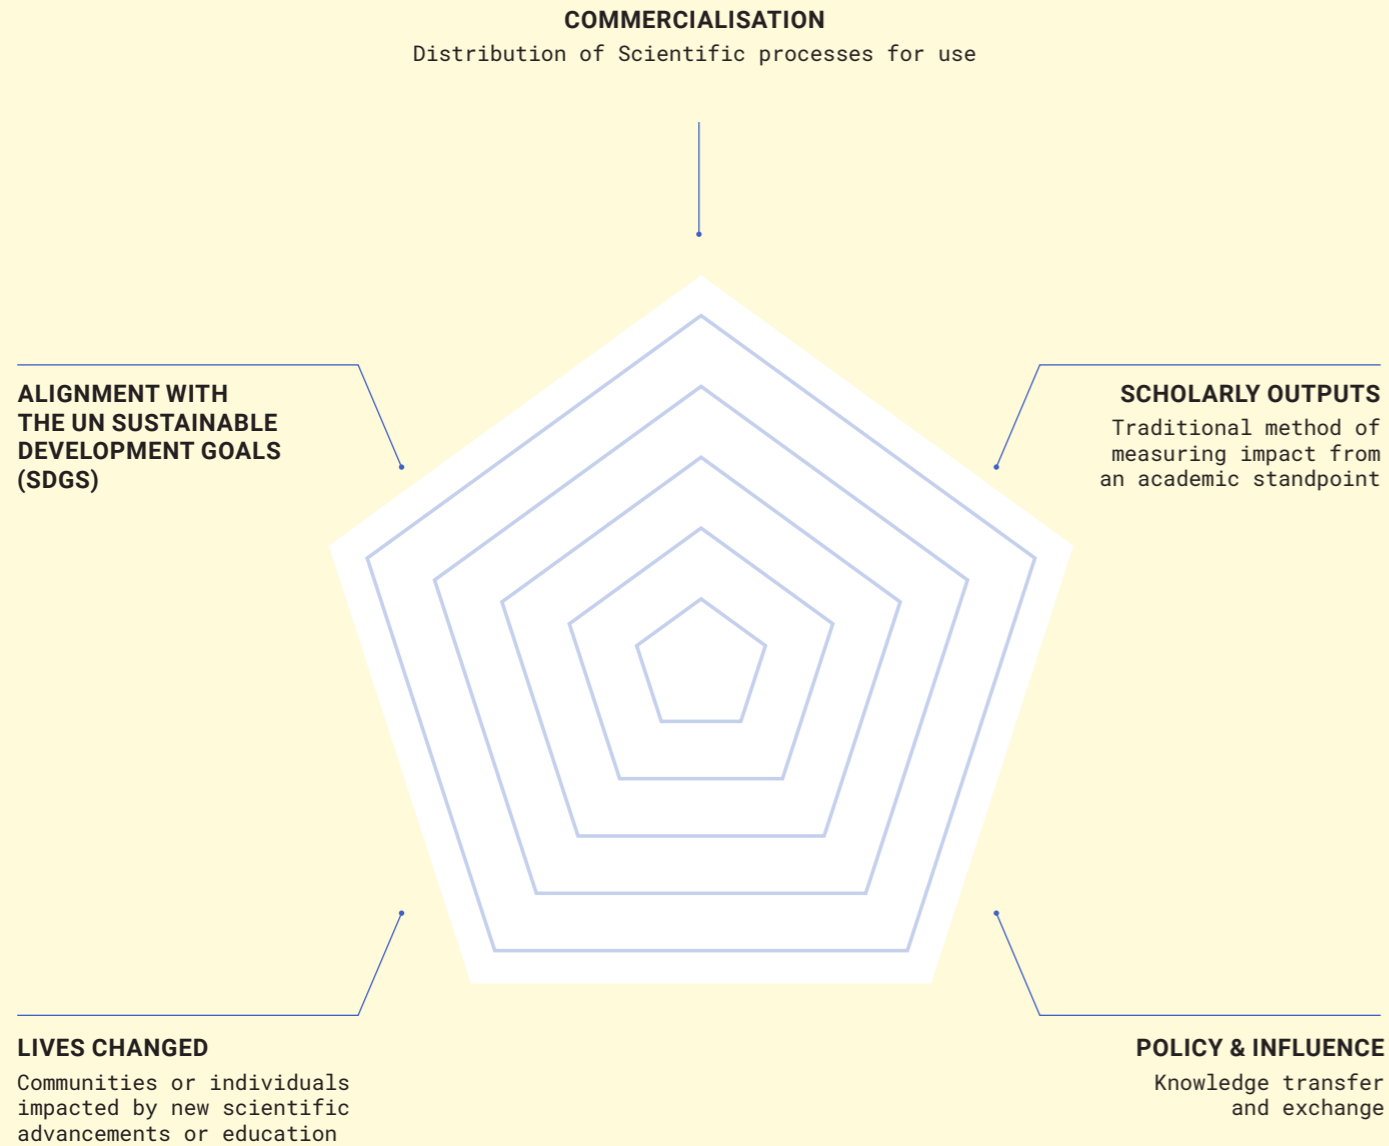 COMMERCIALISATION
Distribution of Scientific processes for use
ALIGNMENT WITH
THE UN SUSTAINABLE
DEVELOPMENT GOALS
(SDGS)
SCHOLARLY OUTPUTS
Traditional method of
measuring impact from
an academic standpoint
LIVES CHANGED
Communities or individuals
impacted by new scientific
advancements or education
POLICY & INFLUENCE
Knowledge transfer
and exchange